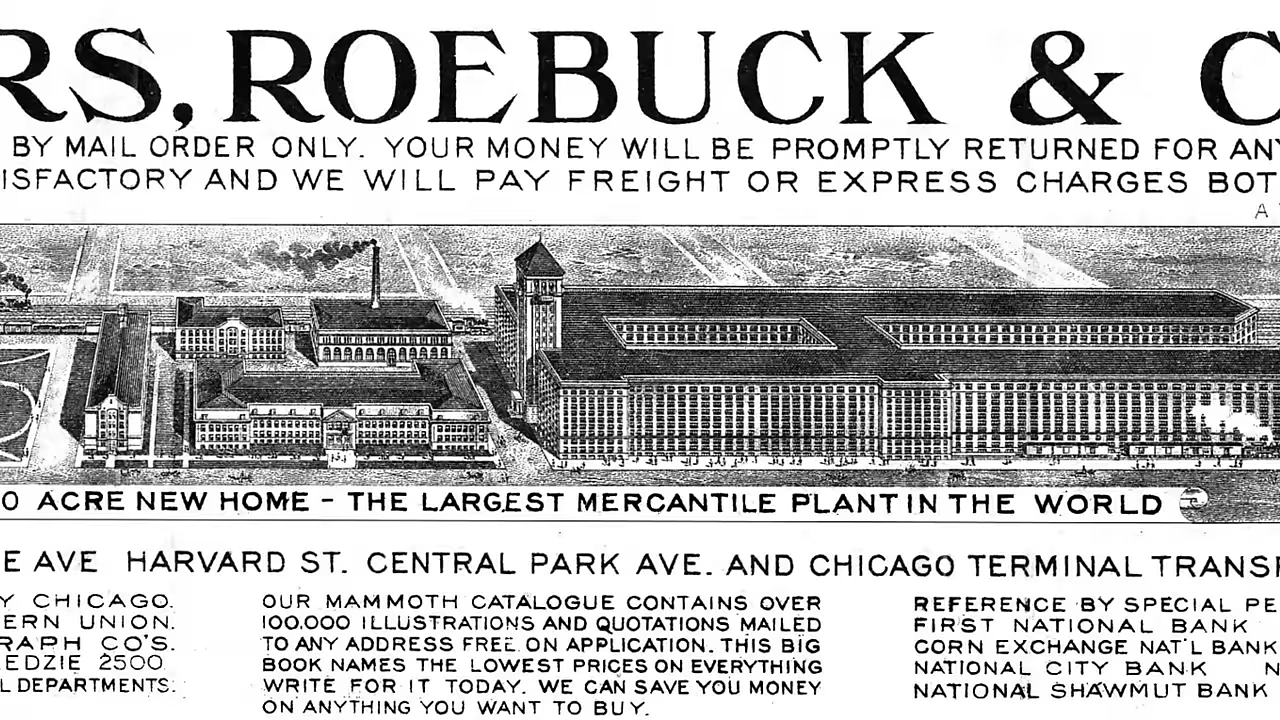 RS, ROEBUCK & C
BY MAIL ORDER ONLY. YOUR MONEY WILL BE PROMPTLY RETURNED FOR ANY
ISFACTORY AND WE WILL PAY FREIGHT OR EXPRESS CHARGES BOT
A
0 ACRE NEW HOME - THE LARGEST MERCANTILE PLANT IN THE WORLD
E AVE HARVARD ST. CENTRAL PARK AVE. AND CHICAGO TERMINAL TRANSF
Y CHICAGO.
ERN UNION.
RAPH CO'S.
EDZIE 2500
L DEPARTMENTS.
OUR MAMMOTH CATALOGUE CONTAINS OVER
100.000 ILLUSTRATIONS AND QUOTATIONS MAILED
TO ANY ADDRESS FREE ON APPLICATION. THIS BIG
BOOK NAMES THE LOWEST PRICES ON EVERYTHING
WRITE FOR IT TODAY. WE CAN SAVE YOU MONEY
ON ANYTHING YOU WANT TO BUY.
REFERENCE BY SPECIAL PE
FIRST NATIONAL BANK
CORN EXCHANGE NAT'L BANK
NATIONAL CITY BANK N
NATIONAL SHAWMUT BANK